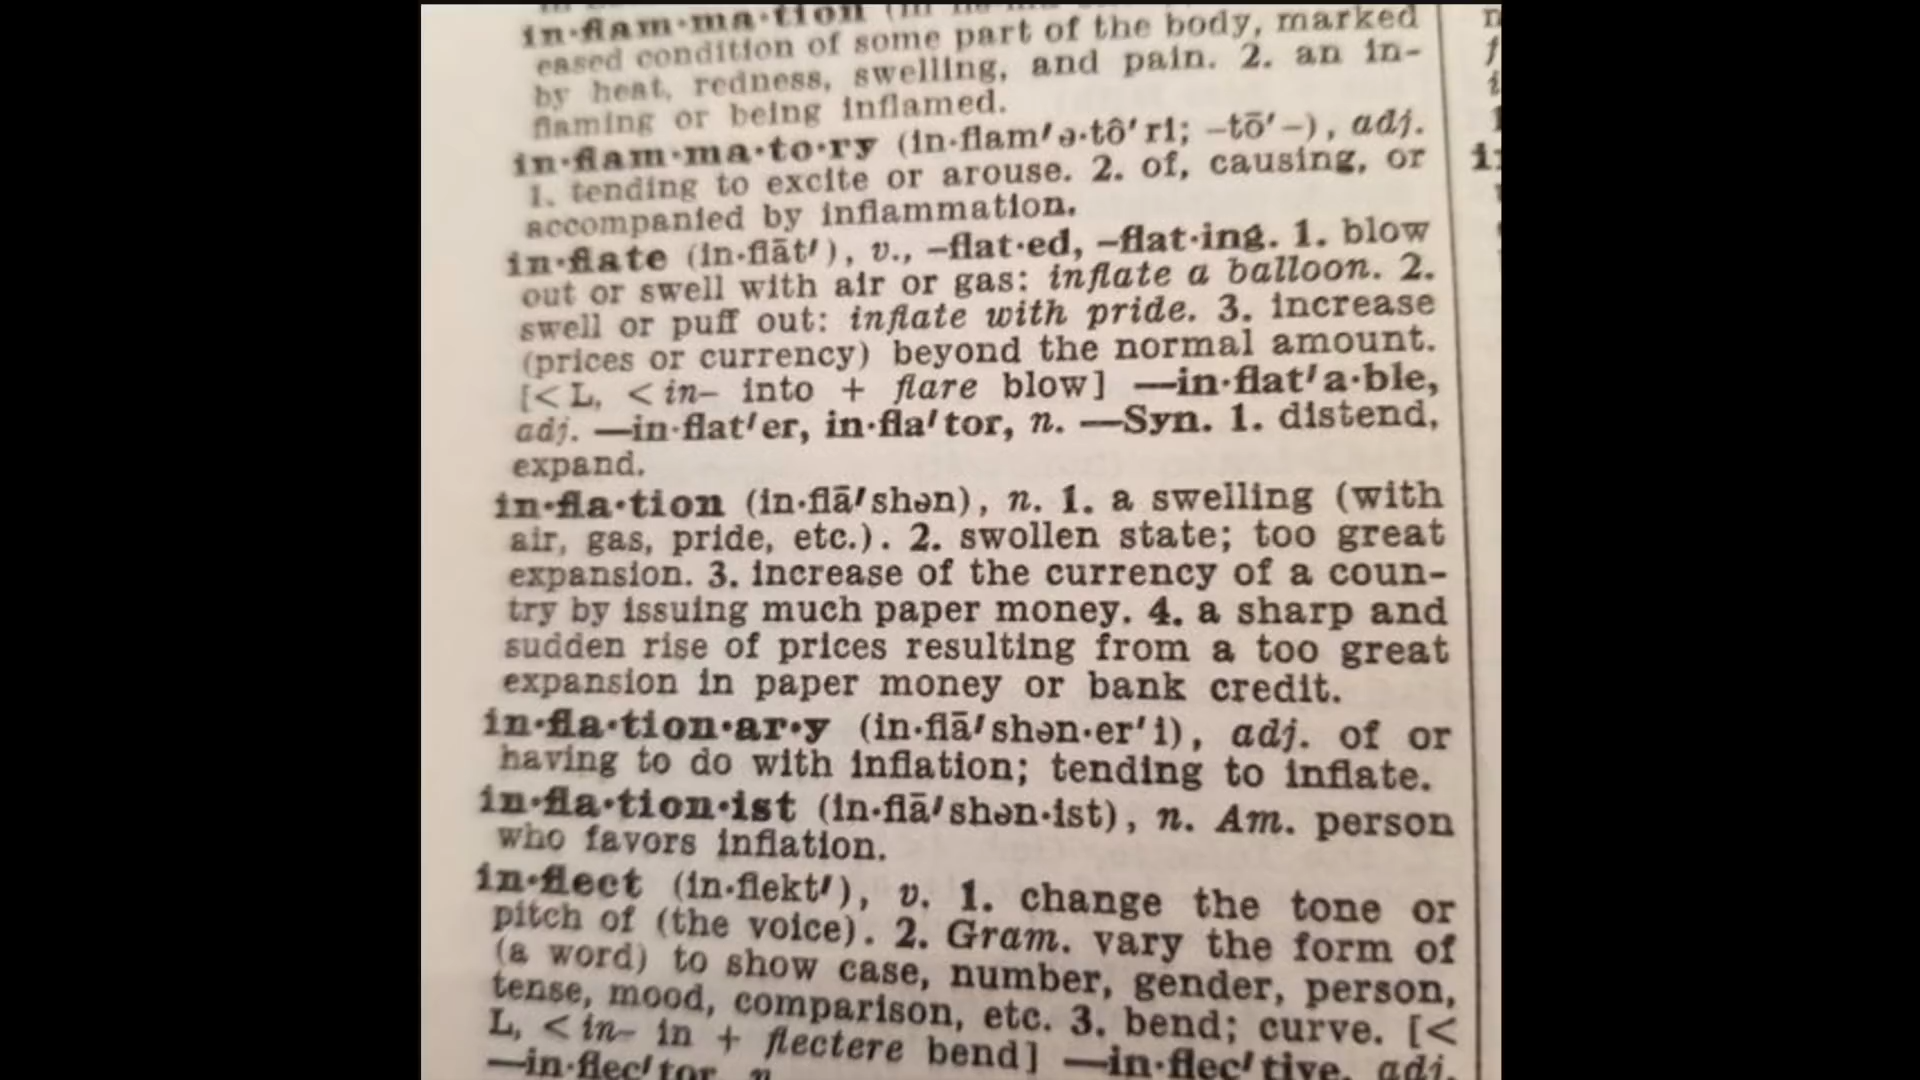 in·flam·ma·tion
eased condition of some part of the body, marked
by heat, redness, swelling, and pain. 2. an in-
flaming or being inflamed.
in·flam·ma·to·ry (in·flam′ə·tô′ri; –tō′–), adj.
1. tending to excite or arouse. 2. of, causing, or
accompanied by inflammation.
in·flate (in·flāt′), v., –flat·ed, –flat·ing. 1. blow
out or swell with air or gas: inflate a balloon. 2.
swell or puff out: inflate with pride. 3. increase
(prices or currency) beyond the normal amount.
[< L, < in– into + flare blow] —in·flat′a·ble,
adj. —in·flat′er, in·fla′tor, n. —Syn. 1. distend,
expand.
in·fla·tion (in·flā′shən), n. 1. a swelling (with
air, gas, pride, etc.). 2. swollen state; too great
expansion. 3. increase of the currency of a coun-
try by issuing much paper money. 4. a sharp and
sudden rise of prices resulting from a too great
expansion in paper money or bank credit.
in·fla·tion·ar·y (in·flā′shən·er′i), adj. of or
having to do with inflation; tending to inflate.
in·fla·tion·ist (in·flā′shən·ist), n. Am. person
who favors inflation.
in·flect (in·flekt′), v. 1. change the tone or
pitch of (the voice). 2. Gram. vary the form of
(a word) to show case, number, gender, person,
tense, mood, comparison, etc. 3. bend; curve. [<
L, < in– in + flectere bend] —in·flec′tive, adj.
—in·flec′tor, n.